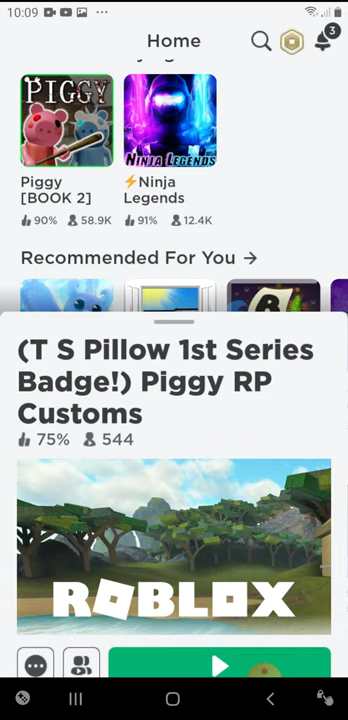 10:09
Home
3
PIGGY
NINJA LEGENDS
Piggy
[BOOK 2]
⚡Ninja
Legends
90% 58.9K
91% 12.4K
Recommended For You →
(T S Pillow 1st Series
Badge!) Piggy RP
Customs
75% 544
ROBLOX